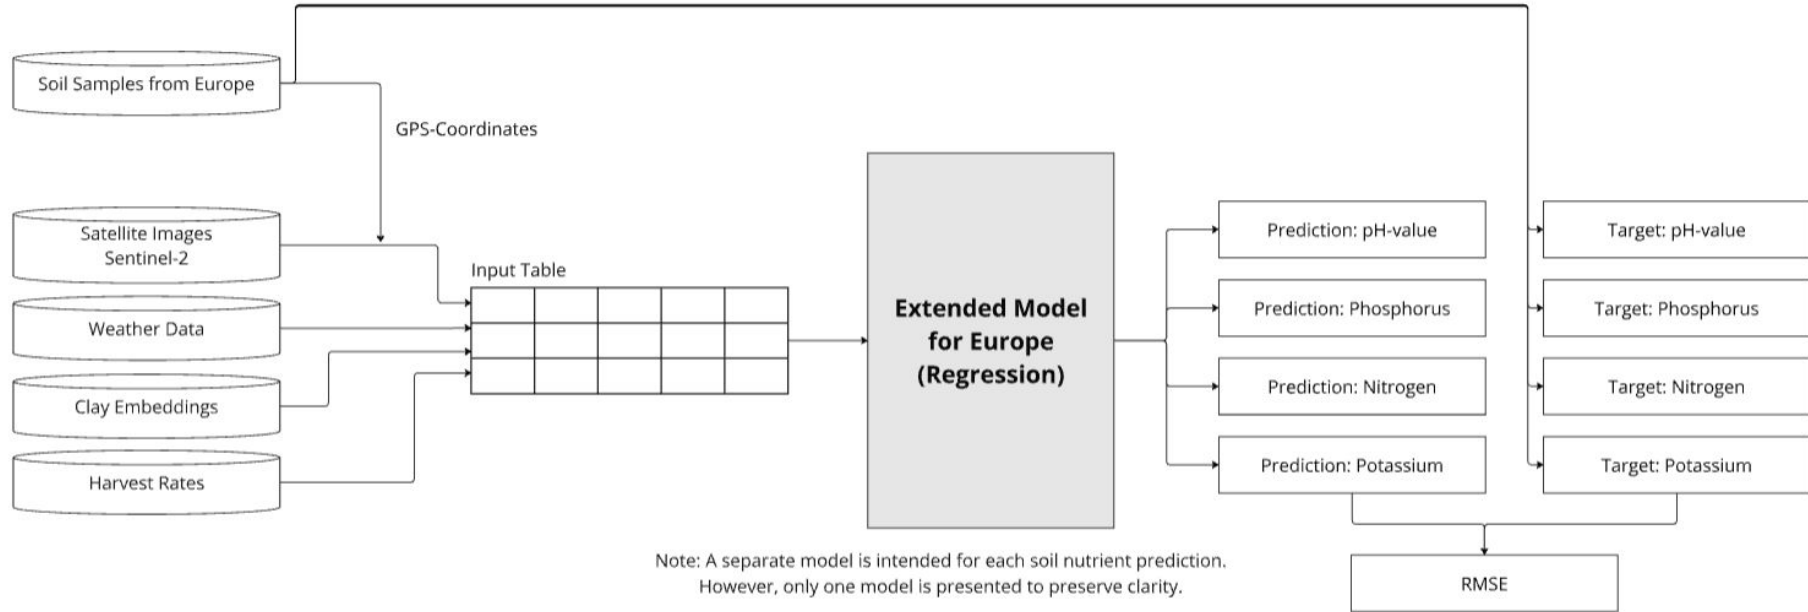 Soil Samples from Europe
GPS-Coordinates
Satellite Images
Sentinel-2
Weather Data
Clay Embeddings
Harvest Rates
Input Table
Extended Model
for Europe
(Regression)
Prediction: pH-value
Prediction: Phosphorus
Prediction: Nitrogen
Prediction: Potassium
Target: pH-value
Target: Phosphorus
Target: Nitrogen
Target: Potassium
RMSE
Note: A separate model is intended for each soil nutrient prediction.
However, only one model is presented to preserve clarity.